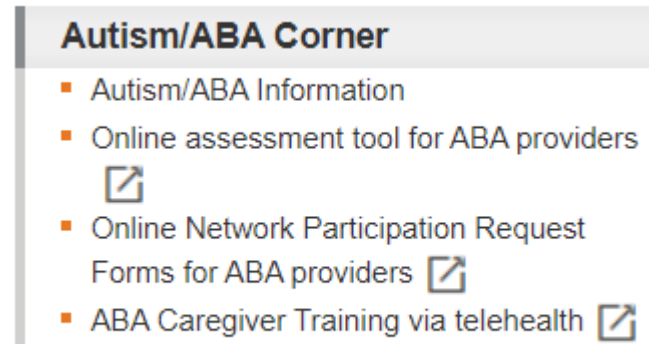 Autism/ABA Corner
Autism/ABA Information
Online assessment tool for ABA providers
Online Network Participation Request
Forms for ABA providers
ABA Caregiver Training via telehealth